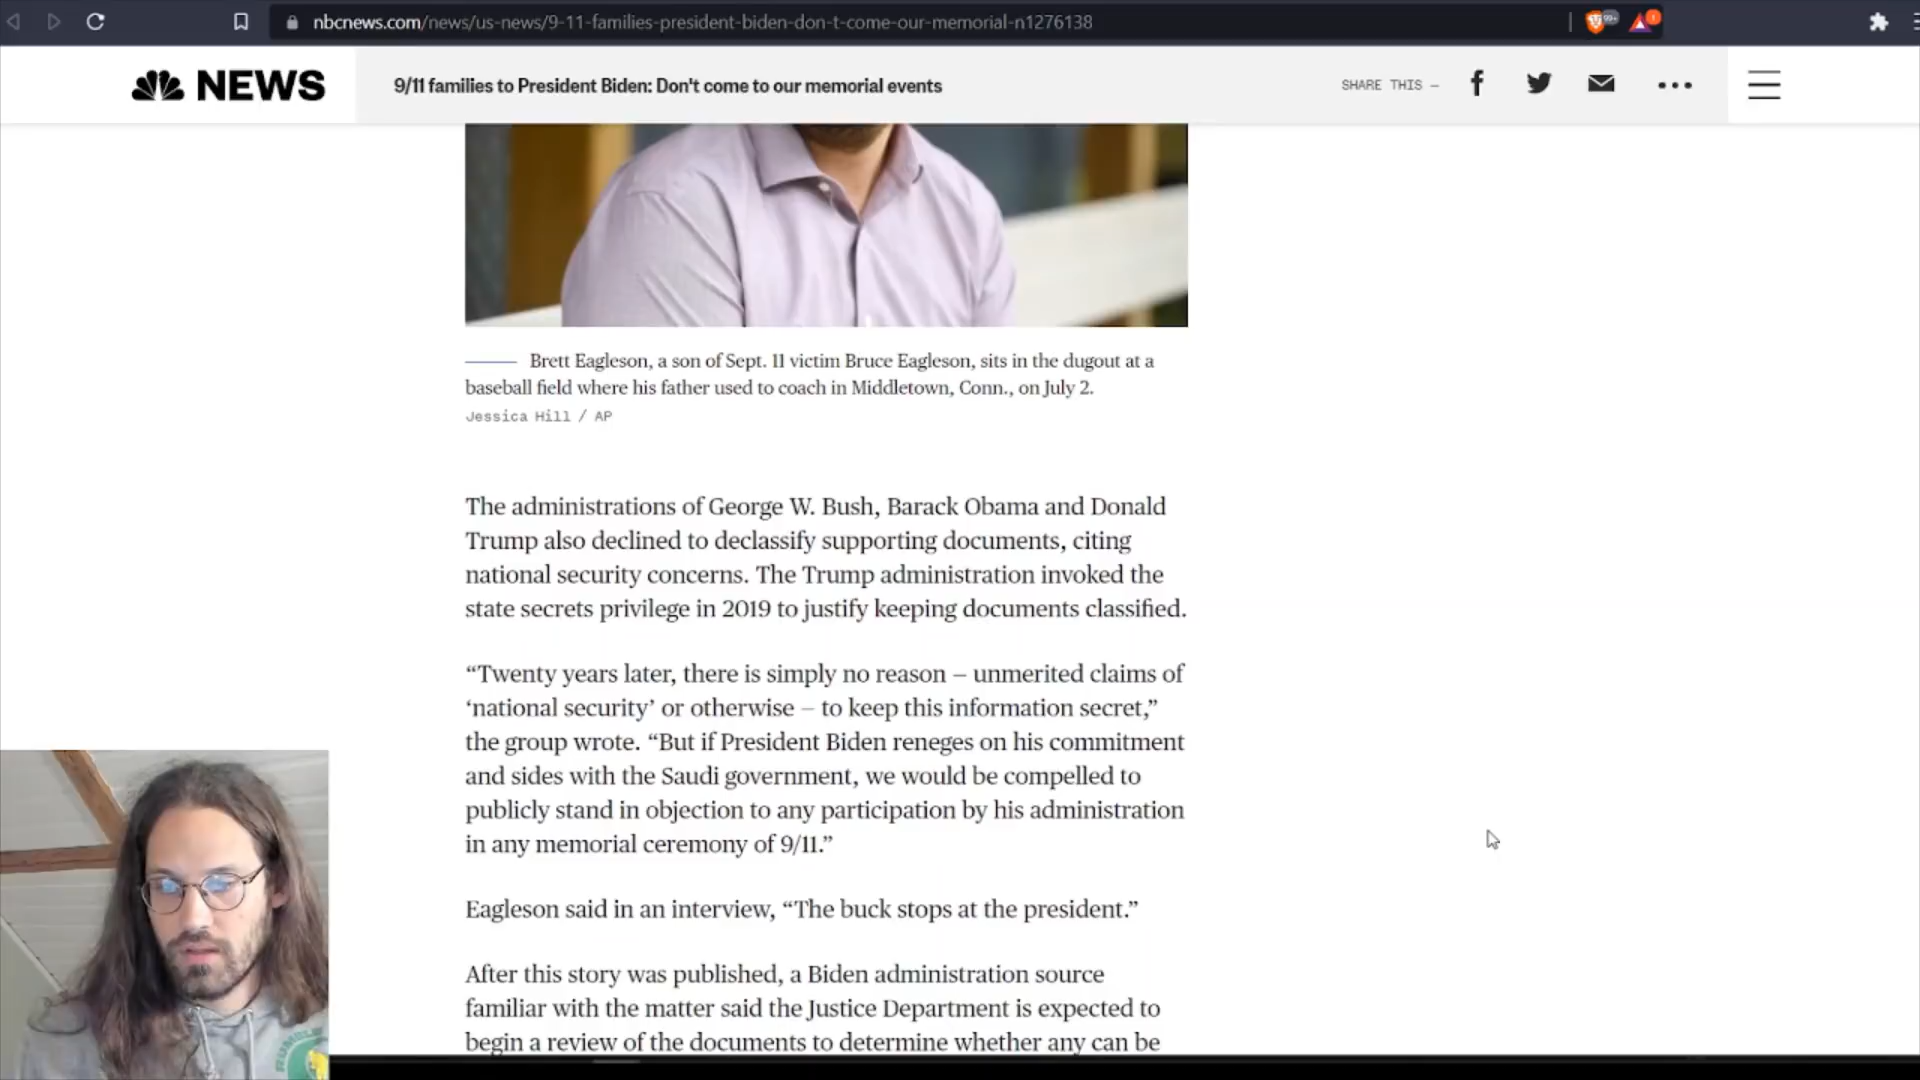 nbcnews.com/news/us-news/9-11-families-president-biden-don-t-come-our-memorial-n1276138
99+
1
NEWS
9/11 families to President Biden: Don't come to our memorial events
SHARE THIS —
Brett Eagleson, a son of Sept. 11 victim Bruce Eagleson, sits in the dugout at a
baseball field where his father used to coach in Middletown, Conn., on July 2.
Jessica Hill / AP
The administrations of George W. Bush, Barack Obama and Donald
Trump also declined to declassify supporting documents, citing
national security concerns. The Trump administration invoked the
state secrets privilege in 2019 to justify keeping documents classified.
“Twenty years later, there is simply no reason — unmerited claims of
‘national security’ or otherwise — to keep this information secret,”
the group wrote. “But if President Biden reneges on his commitment
and sides with the Saudi government, we would be compelled to
publicly stand in objection to any participation by his administration
in any memorial ceremony of 9/11.”
Eagleson said in an interview, “The buck stops at the president.”
After this story was published, a Biden administration source
familiar with the matter said the Justice Department is expected to
begin a review of the documents to determine whether any can be